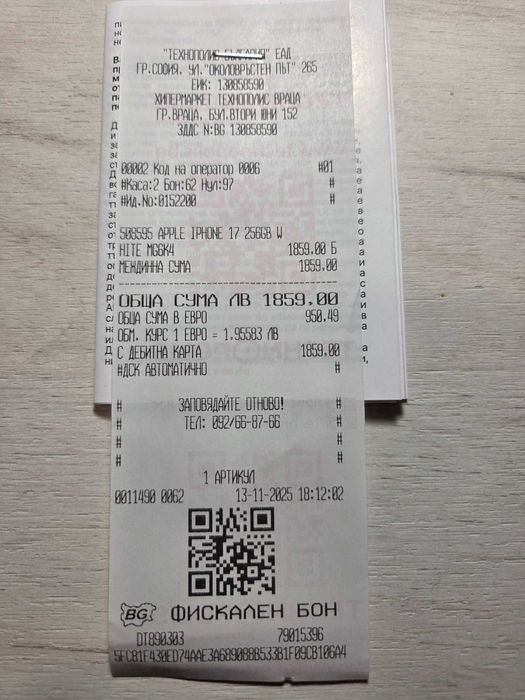 "ТЕХНОПОЛИС БЪЛГАРИЯ" ЕАД
ГР.СОФИЯ, УЛ."ОКОЛОВРЪСТЕН ПЪТ" 265
ЕИК: 130858590
ХИПЕРМАРКЕТ ТЕХНОПОЛИС ВРАЦА
ГР.ВРАЦА, БУЛ.ВТОРИ ЮНИ 152
ЗДДС N:BG 130858590
00002 Код на оператор 0006 #01
#Каса:2 Бон:62 Нул:97 #
#Ид.No:0152200 #
508595 APPLE IPHONE 17 256GB W
HITE MG6K4 1859.00 Б
МЕЖДИННА СУМА 1859.00
ОБЩА СУМА ЛВ 1859.00
ОБЩА СУМА В ЕВРО 950.49
ОБМ. КУРС 1 ЕВРО = 1.95583 ЛВ
С ДЕБИТНА КАРТА 1859.00
#ДСК АВТОМАТИЧНО #
# ЗАПОВЯДАЙТЕ ОТНОВО! #
# ТЕЛ: 092/66-87-66 #
# #
# #
1 АРТИКУЛ
0011490 0062 13-11-2025 18:12:02
BG ФИСКАЛЕН БОН
DT890303 79015396
5FC81F430ED74AAE3A689088B533B1F09CB106A4